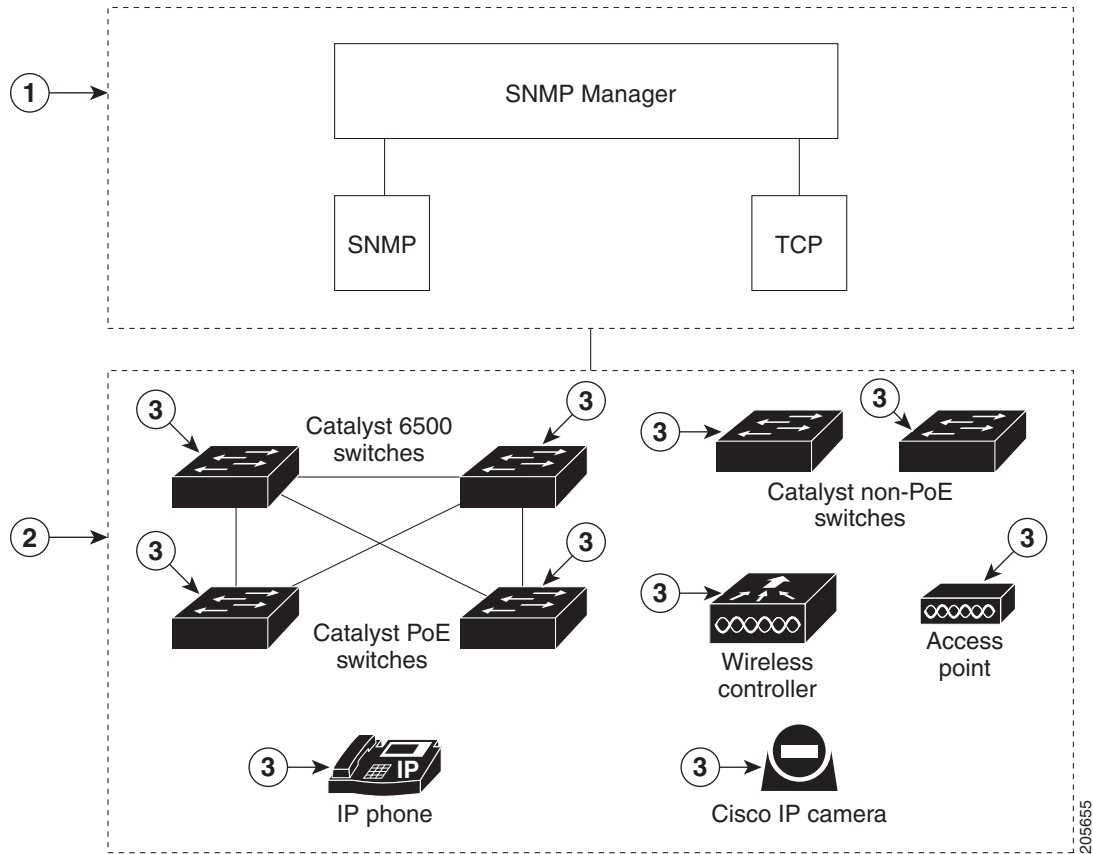 1
SNMP Manager
SNMP
TCP
2
3
Catalyst 6500
switches
3
3
3
Catalyst non-PoE
switches
3
3
Catalyst PoE
switches
3
Wireless
controller
3
Access
point
3
IP
IP phone
3
Cisco IP camera
205655